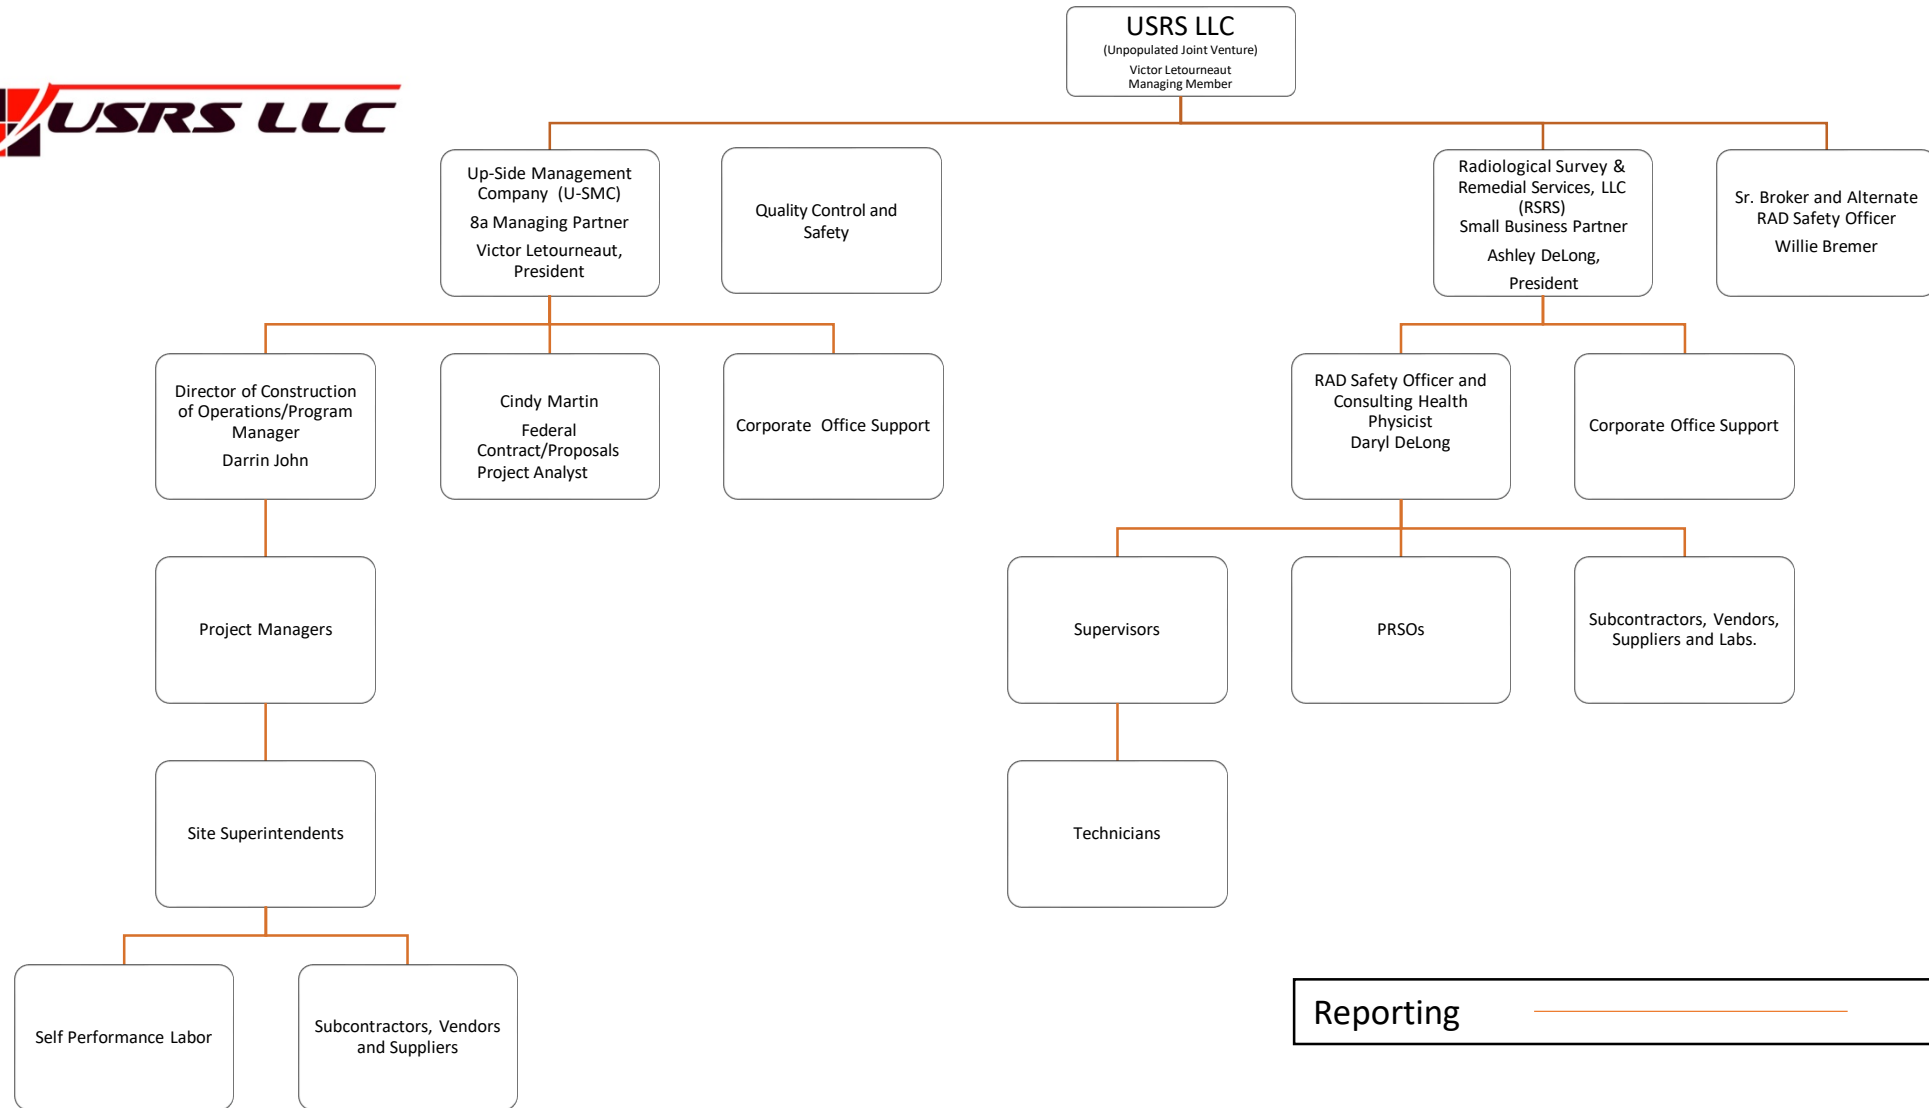 USRS LLC
(Unpopulated Joint Venture)
Victor Letourneaut
Managing Member
USRS LLC
Up-Side Management
Company (U-SMC)
8a Managing Partner
Victor Letourneaut,
President
Quality Control and
Safety
Radiological Survey &
Remedial Services, LLC
(RSRS)
Small Business Partner
Ashley DeLong,
President
Sr. Broker and Alternate
RAD Safety Officer
Willie Bremer
Director of Construction
of Operations/Program
Manager
Darrin John
Cindy Martin
Federal
Contract/Proposals
Project Analyst
Corporate Office Support
RAD Safety Officer and
Consulting Health
Physicist
Daryl DeLong
Corporate Office Support
Project Managers
Supervisors
PRSOs
Subcontractors, Vendors,
Suppliers and Labs.
Site Superintendents
Technicians
Self Performance Labor
Subcontractors, Vendors
and Suppliers
Reporting